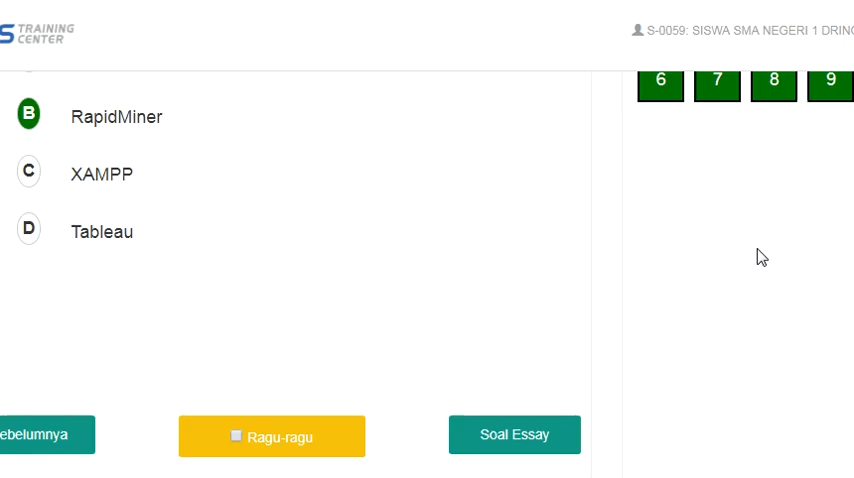 S TRAINING
CENTER
S-0059: SISWA SMA NEGERI 1 DRING
6 7 8 9
B RapidMiner
C XAMPP
D Tableau
ebelumnya
Ragu-ragu
Soal Essay